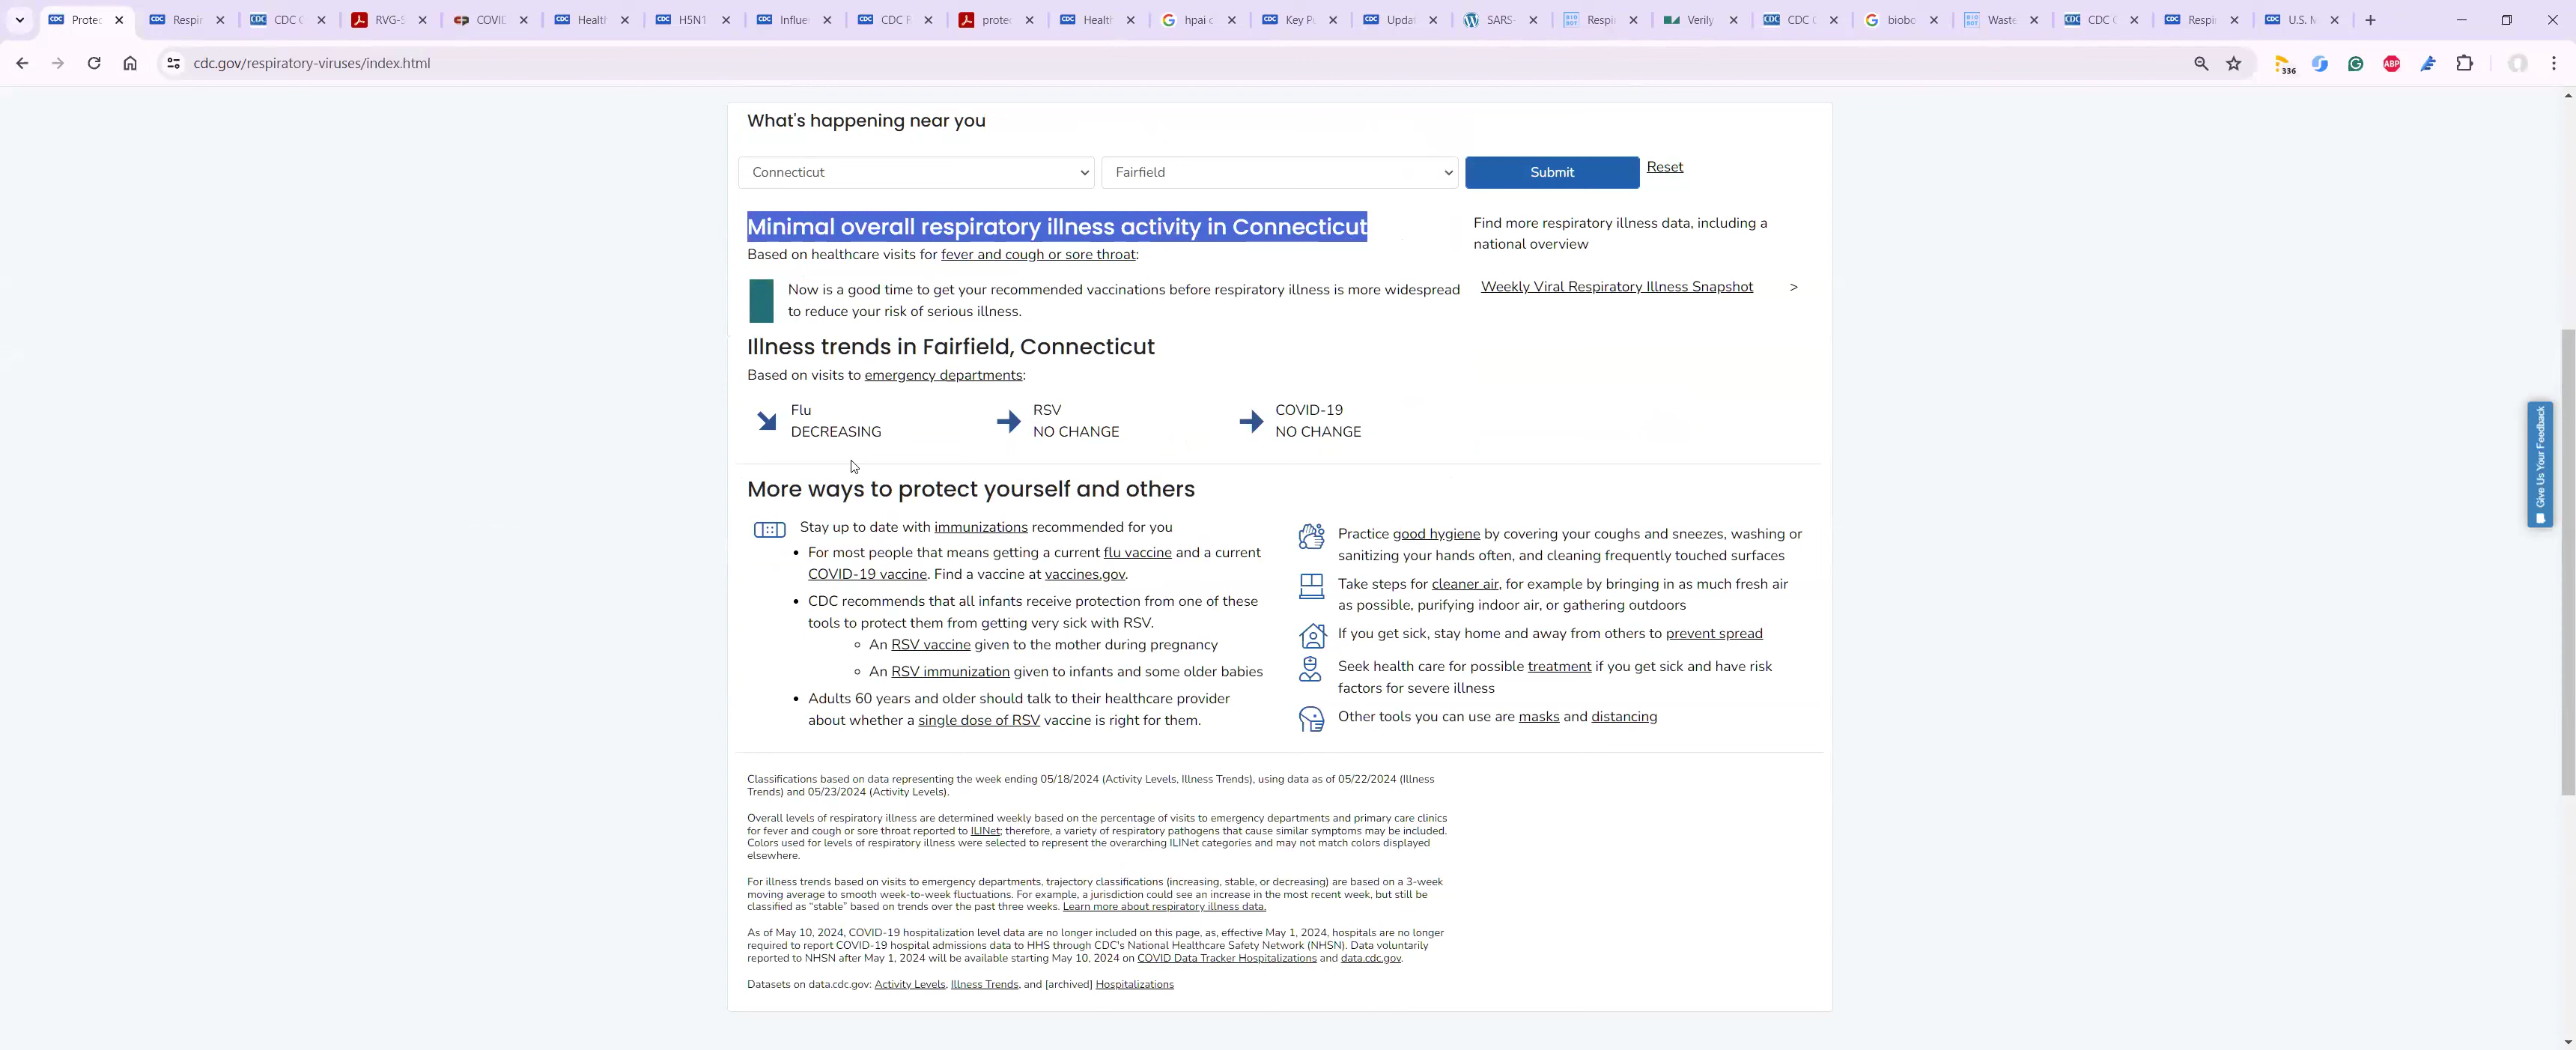 Protec
Respir
CDC C
RVG-S
COVID
Health
H5N1
Influe
CDC R
protec
Health
hpai c
Key P
Updat
SARS-
Respi
Verily
CDC C
biobo
Waste
CDC C
Respi
U.S. M
cdc.gov/respiratory-viruses/index.html
336
ABP
What's happening near you
Connecticut
Fairfield
Submit
Reset
Minimal overall respiratory illness activity in Connecticut
Based on healthcare visits for fever and cough or sore throat:
Now is a good time to get your recommended vaccinations before respiratory illness is more widespread
to reduce your risk of serious illness.
Find more respiratory illness data, including a
national overview
Weekly Viral Respiratory Illness Snapshot >
Illness trends in Fairfield, Connecticut
Based on visits to emergency departments:
Flu
DECREASING
RSV
NO CHANGE
COVID-19
NO CHANGE
Give Us Your Feedback
More ways to protect yourself and others
Stay up to date with immunizations recommended for you
• For most people that means getting a current flu vaccine and a current
COVID-19 vaccine. Find a vaccine at vaccines.gov.
• CDC recommends that all infants receive protection from one of these
tools to protect them from getting very sick with RSV.
◦ An RSV vaccine given to the mother during pregnancy
◦ An RSV immunization given to infants and some older babies
• Adults 60 years and older should talk to their healthcare provider
about whether a single dose of RSV vaccine is right for them.
Practice good hygiene by covering your coughs and sneezes, washing or
sanitizing your hands often, and cleaning frequently touched surfaces
Take steps for cleaner air, for example by bringing in as much fresh air
as possible, purifying indoor air, or gathering outdoors
If you get sick, stay home and away from others to prevent spread
Seek health care for possible treatment if you get sick and have risk
factors for severe illness
Other tools you can use are masks and distancing
Classifications based on data representing the week ending 05/18/2024 (Activity Levels, Illness Trends), using data as of 05/22/2024 (Illness
Trends) and 05/23/2024 (Activity Levels).
Overall levels of respiratory illness are determined weekly based on the percentage of visits to emergency departments and primary care clinics
for fever and cough or sore throat reported to ILINet; therefore, a variety of respiratory pathogens that cause similar symptoms may be included.
Colors used for levels of respiratory illness were selected to represent the overarching ILINet categories and may not match colors displayed
elsewhere.
For illness trends based on visits to emergency departments, trajectory classifications (increasing, stable, or decreasing) are based on a 3-week
moving average to smooth week-to-week fluctuations. For example, a jurisdiction could see an increase in the most recent week, but still be
classified as "stable" based on trends over the past three weeks. Learn more about respiratory illness data.
As of May 10, 2024, COVID-19 hospitalization level data are no longer included on this page, as, effective May 1, 2024, hospitals are no longer
required to report COVID-19 hospital admissions data to HHS through CDC's National Healthcare Safety Network (NHSN). Data voluntarily
reported to NHSN after May 1, 2024 will be available starting May 10, 2024 on COVID Data Tracker Hospitalizations and data.cdc.gov.
Datasets on data.cdc.gov: Activity Levels, Illness Trends, and [archived] Hospitalizations